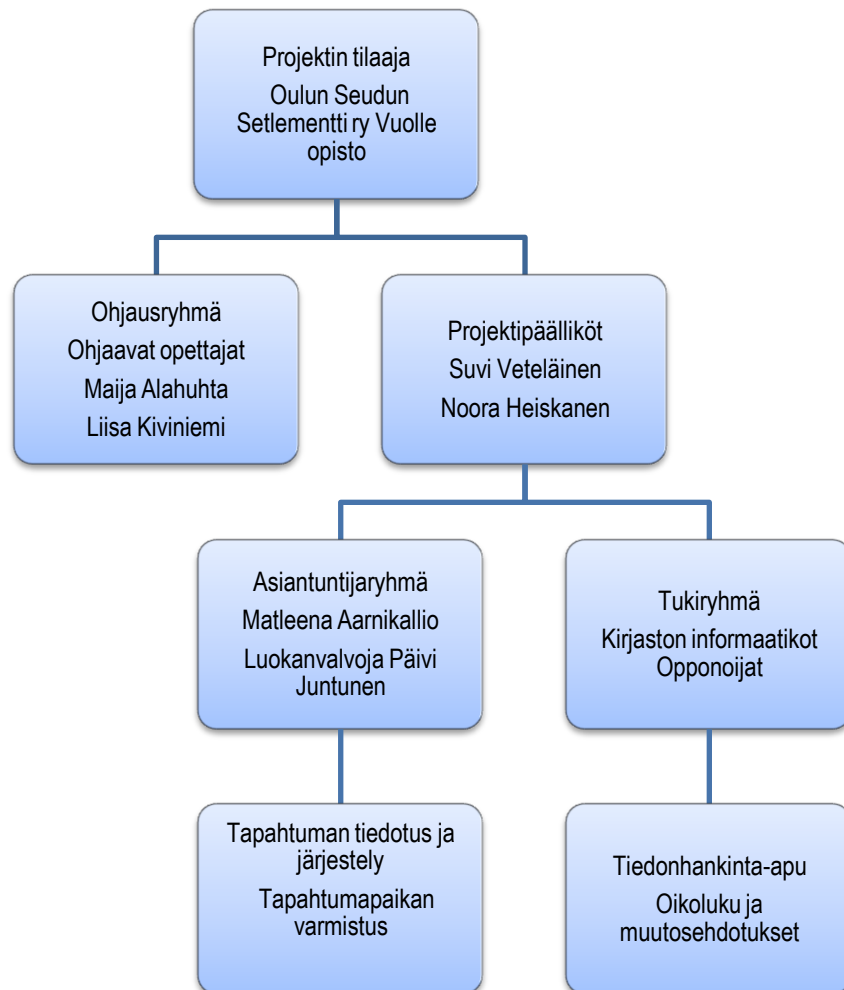 Projektin tilaaja
Oulun Seudun
Setlementti ry Vuolle
opisto
Ohjausryhmä
Ohjaavat opettajat
Maija Alahuhta
Liisa Kiviniemi
Projektipäälliköt
Suvi Veteläinen
Noora Heiskanen
Asiantuntijaryhmä
Matleena Aarnikallio
Luokanvalvoja Päivi
Juntunen
Tukiryhmä
Kirjaston informaatikot
Opponoijat
Tapahtuman tiedotus ja
järjestely
Tapahtumapaikan
varmistus
Tiedonhankinta-apu
Oikoluku ja
muutosehdotukset